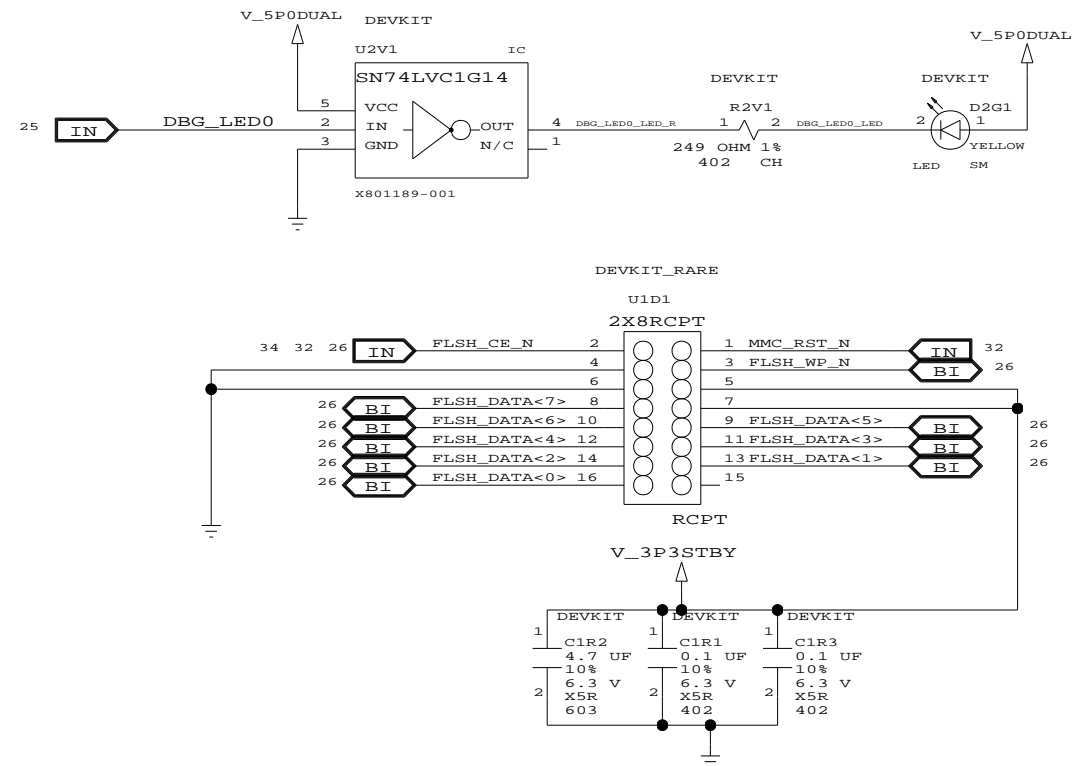 V_5P0DUAL DEVKIT
U2V1 IC
SN74LVC1G14
5 VCC
25 IN DBG_LED0 2 IN OUT 4 DBG_LED0_LED_R
3 GND N/C 1
X801189-001
DEVKIT
R2V1
1 2 DBG_LED0_LED
249 OHM 1%
402 CH
V_5P0DUAL
DEVKIT
D2G1
2 1
YELLOW
LED SM
DEVKIT_RARE
U1D1
2X8RCPT
34 32 26 IN FLSH_CE_N 2 1 MMC_RST_N IN 32
4 3 FLSH_WP_N BI 26
6 5
26 BI FLSH_DATA<7> 8 7
26 BI FLSH_DATA<6> 10 9 FLSH_DATA<5> BI 26
26 BI FLSH_DATA<4> 12 11 FLSH_DATA<3> BI 26
26 BI FLSH_DATA<2> 14 13 FLSH_DATA<1> BI 26
26 BI FLSH_DATA<0> 16 15
RCPT
V_3P3STBY
DEVKIT DEVKIT DEVKIT
1 1 1
C1R2 C1R1 C1R3
4.7 UF 0.1 UF 0.1 UF
10% 10% 10%
6.3 V 6.3 V 6.3 V
2 X5R 2 X5R 2 X5R
603 402 402